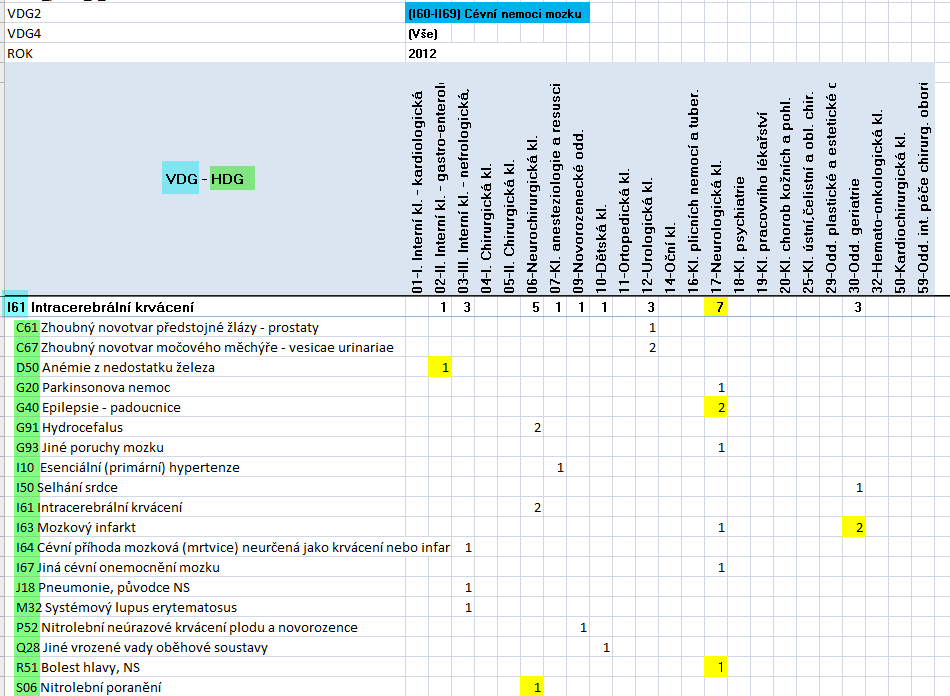 VDG2 (I60-II69) Cévní nemoci mozku
VDG4 (Vše)
ROK 2012
VDG - HDG
01-I. Interní kl. - kardiologická
02-II. Interní kl. - gastro-enterol
03-III. Interní kl. - nefrologická,
04-I. Chirurgická kl.
05-II. Chirurgická kl.
06-Neurochirurgická kl.
07-Kl. anesteziologie a resusci
09-Novorozenecké odd.
10-Dětská kl.
11-Ortopedická kl.
12-Urologická kl.
14-Oční kl.
16-Kl. plicních nemocí a tuber.
17-Neurologická kl.
18-Kl. psychiatrie
19-Kl. pracovního lékařství
20-Kl. chorob kožních a pohl.
25-Kl. ústní,čelistní a obl. chir.
29-Odd. plastické a estetické c
30-Odd. geriatrie
32-Hemato-onkologická kl.
50-Kardiochirurgická kl.
59-Odd. int. péče chirurg. obori
I61 Intracerebrální krvácení 1 3 5 1 1 1 3 7 3
C61 Zhoubný novotvar předstojné žlázy - prostaty 1
C67 Zhoubný novotvar močového měchýře - vesicae urinariae 2
D50 Anémie z nedostatku železa 1
G20 Parkinsonova nemoc 1
G40 Epilepsie - padoucnice 2
G91 Hydrocefalus 2
G93 Jiné poruchy mozku 1
I10 Esenciální (primární) hypertenze 1
I50 Selhání srdce 1
I61 Intracerebrální krvácení 2
I63 Mozkový infarkt 1 2
I64 Cévní příhoda mozková (mrtvice) neurčená jako krvácení nebo infar 1
I67 Jiná cévní onemocnění mozku 1
J18 Pneumonie, původce NS 1
M32 Systémový lupus erytematosus 1
P52 Nitrolební neúrazové krvácení plodu a novorozence 1
Q28 Jiné vrozené vady oběhové soustavy 1
R51 Bolest hlavy, NS 1
S06 Nitrolební poranění 1